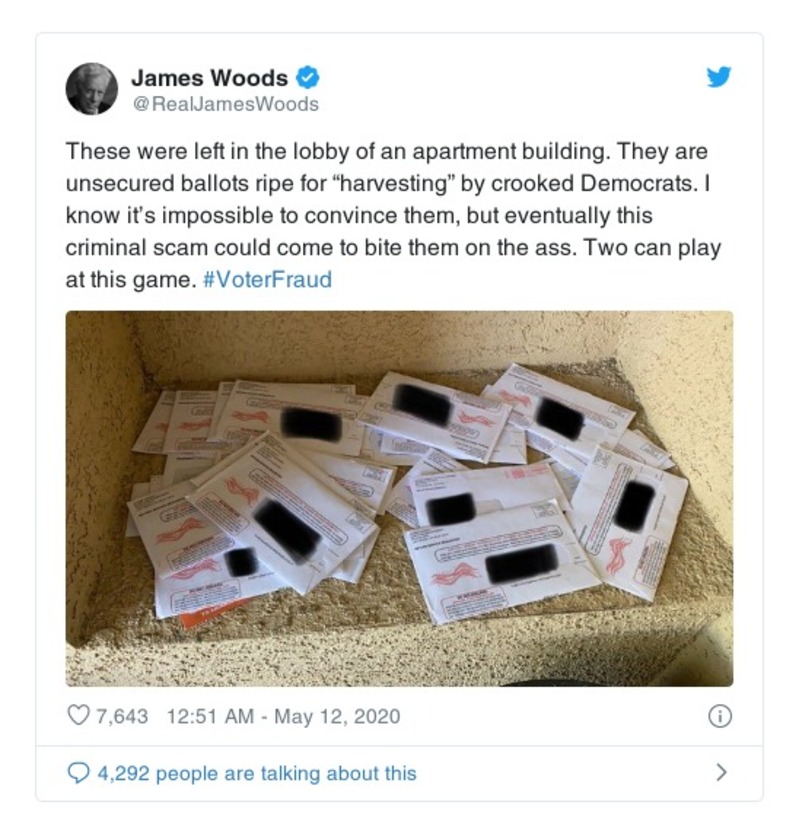 James Woods
@RealJamesWoods
These were left in the lobby of an apartment building. They are
unsecured ballots ripe for “harvesting” by crooked Democrats. I
know it’s impossible to convince them, but eventually this
criminal scam could come to bite them on the ass. Two can play
at this game. #VoterFraud
7,643 12:51 AM - May 12, 2020
4,292 people are talking about this